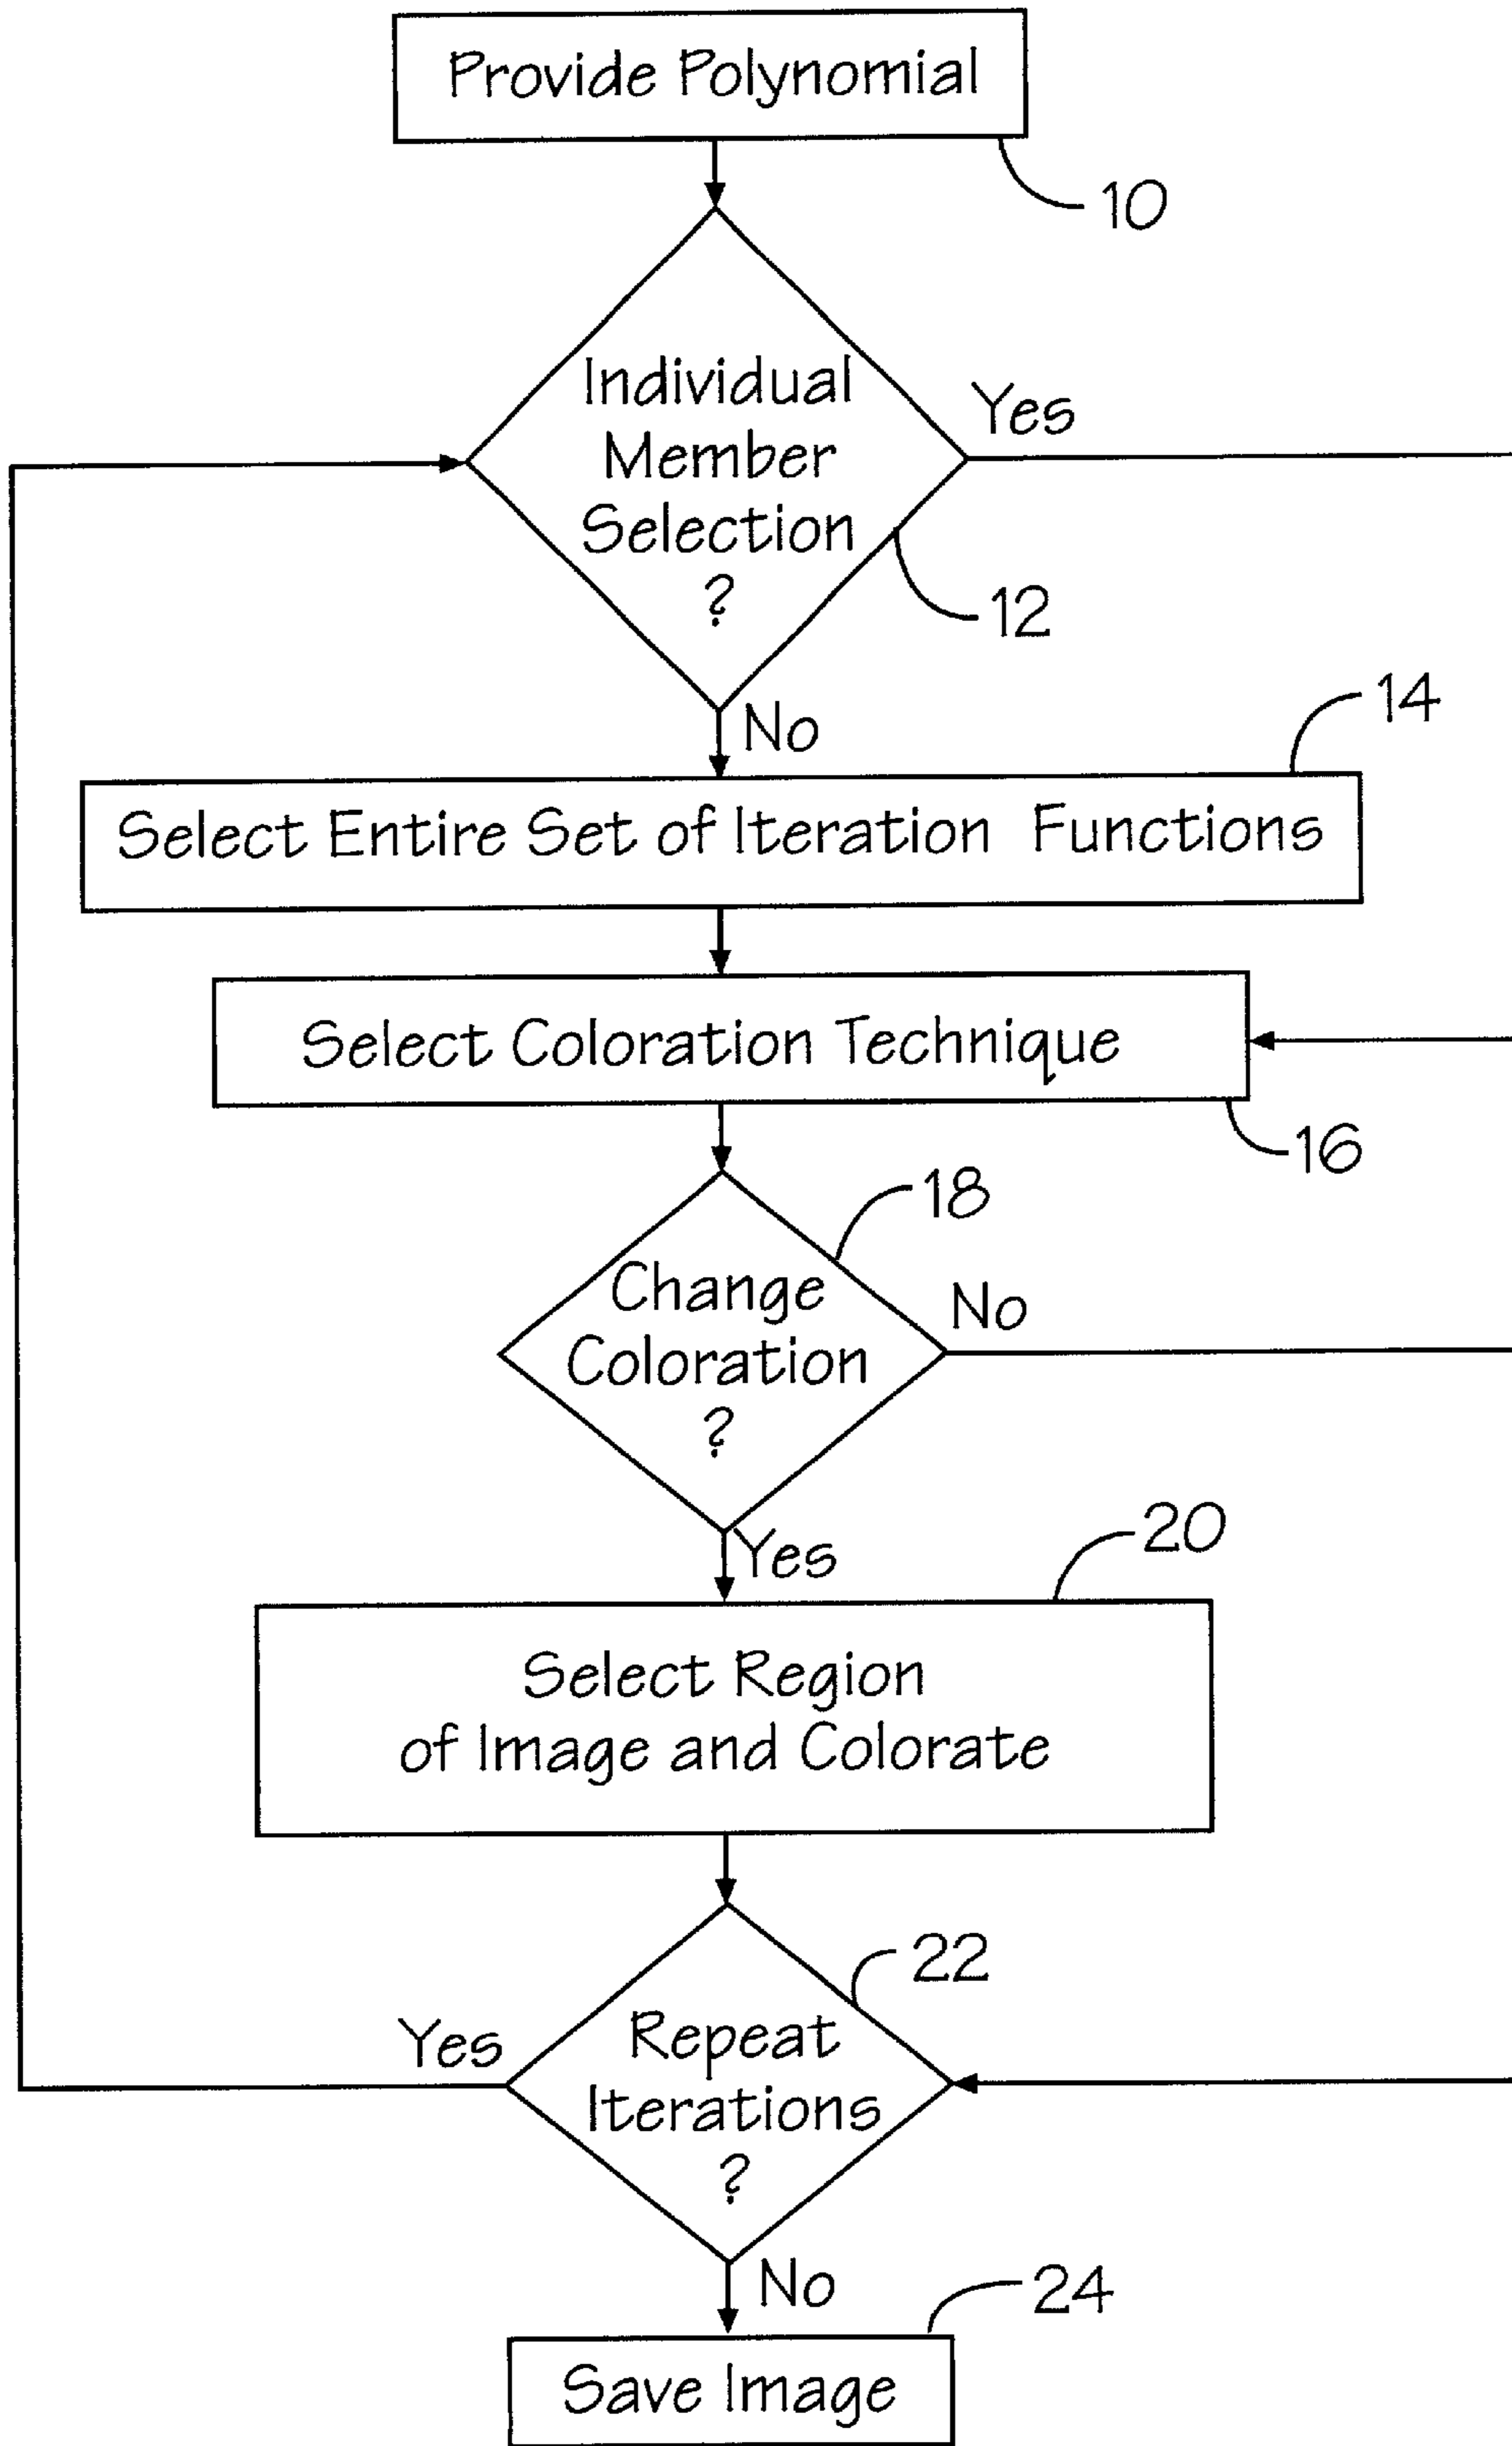 Provide Polynomial
10
Individual
Member
Selection
?
Yes
12
No
14
Select Entire Set of Iteration Functions
Select Coloration Technique
16
18
Change
Coloration
?
No
Yes
20
Select Region
of Image and Colorate
22
Yes
Repeat
Iterations
?
No
24
Save Image